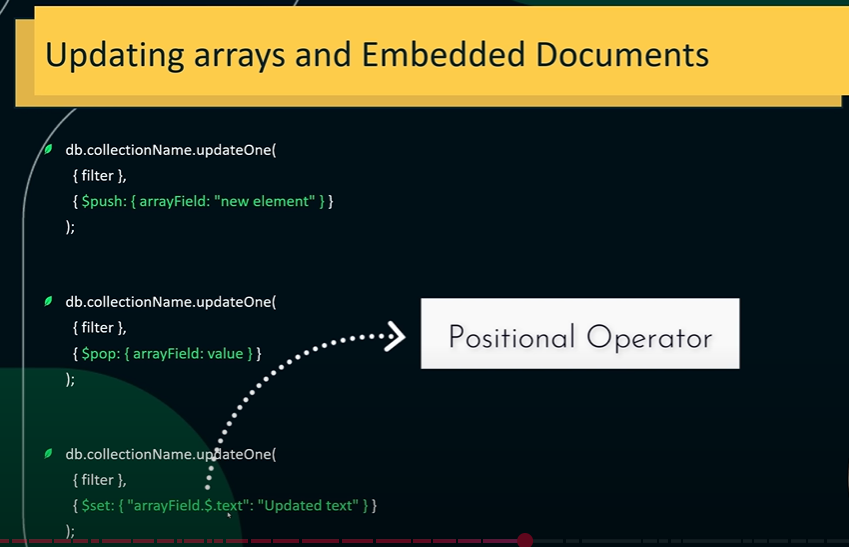 Updating arrays and Embedded Documents
db.collectionName.updateOne(
{ filter },
{ $push: { arrayField: "new element" } }
);
db.collectionName.updateOne(
{ filter },
{ $pop: { arrayField: value } }
);
Positional Operator
db.collectionName.updateOne(
{ filter },
{ $set: { "arrayField.$.text": "Updated text" } }
);